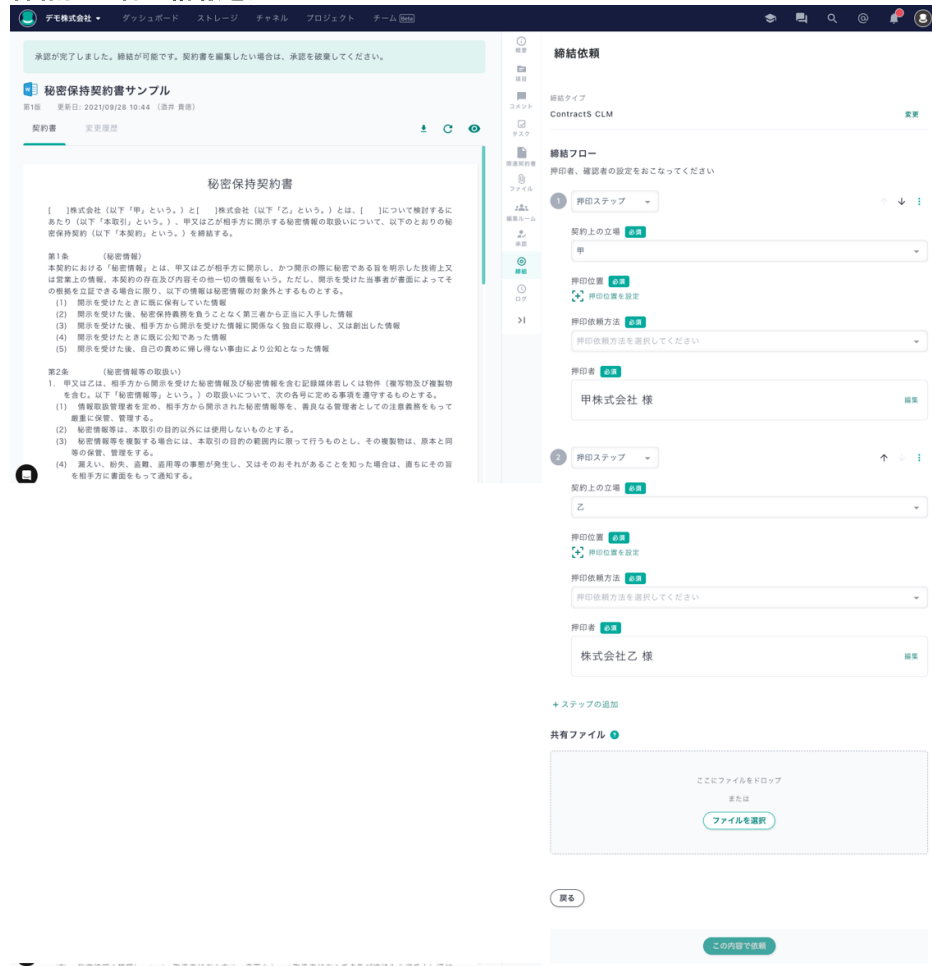 デモ株式会社 ダッシュボード ストレージ チャネル プロジェクト チーム Beta
承認が完了しました。締結が可能です。契約書を編集したい場合は、承認を破棄してください。
秘密保持契約書サンプル
第1版 更新日: 2021/09/28 10:44 (酒井 貴徳)
契約書 変更履歴
秘密保持契約書
[ ]株式会社（以下「甲」という。）と[ ]株式会社（以下「乙」という。）とは、[ ]について検討するに
あたり（以下「本取引」という。）、甲又は乙が相手方に開示する秘密情報の取扱いについて、以下のとおりの秘
密保持契約（以下「本契約」という。）を締結する。
第1条 （秘密情報）
本契約における「秘密情報」とは、甲又は乙が相手方に開示し、かつ開示の際に秘密である旨を明示した技術上又
は営業上の情報、本契約の存在及び内容その他一切の情報をいう。ただし、開示を受けた当事者が書面によってそ
の根拠を立証できる場合に限り、以下の情報は秘密情報の対象外とするものとする。
(1) 開示を受けたときに既に保有していた情報
(2) 開示を受けた後、秘密保持義務を負うことなく第三者から正当に入手した情報
(3) 開示を受けた後、相手方から開示を受けた情報に関係なく独自に取得し、又は創出した情報
(4) 開示を受けたときに既に公知であった情報
(5) 開示を受けた後、自己の責めに帰し得ない事由により公知となった情報
第2条 （秘密情報等の取扱い）
1. 甲又は乙は、相手方から開示を受けた秘密情報及び秘密情報を含む記録媒体若しくは物件（複写物及び複製物
を含む。以下「秘密情報等」という。）の取扱いについて、次の各号に定める事項を遵守するものとする。
(1) 情報取扱管理者を定め、相手方から開示された秘密情報等を、善良なる管理者としての注意義務をもって
厳重に保管、管理する。
(2) 秘密情報等は、本取引の目的以外には使用しないものとする。
(3) 秘密情報等を複製する場合には、本取引の目的の範囲内に限って行うものとし、その複製物は、原本と同
等の保管、管理をする。
(4) 漏えい、紛失、盗難、盗用等の事態が発生し、又はそのおそれがあることを知った場合は、直ちにその旨
を相手方に書面をもって通知する。
概要
項目
コメント
タスク
関連契約書
ファイル
編集ルーム
承認
締結
ログ
締結依頼
締結タイプ
ContractS CLM 変更
締結フロー
押印者、確認者の設定をおこなってください
1 押印ステップ
契約上の立場 必須
甲
押印位置 必須
押印位置を設定
押印依頼方法 必須
押印依頼方法を選択してください
押印者 必須
甲株式会社 様 編集
2 押印ステップ
契約上の立場 必須
乙
押印位置 必須
押印位置を設定
押印依頼方法 必須
押印依頼方法を選択してください
押印者 必須
株式会社乙 様 編集
+ ステップの追加
共有ファイル
ここにファイルをドロップ
または
ファイルを選択
戻る
この内容で依頼